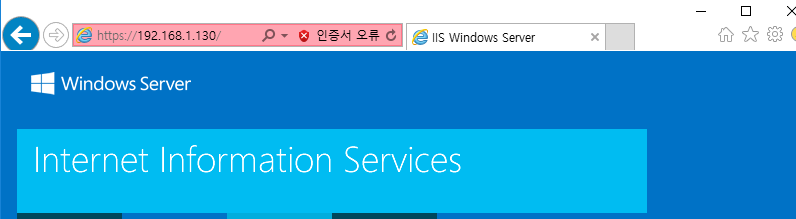 https://192.168.1.130/ 인증서 오류 IIS Windows Server
Windows Server
Internet Information Services